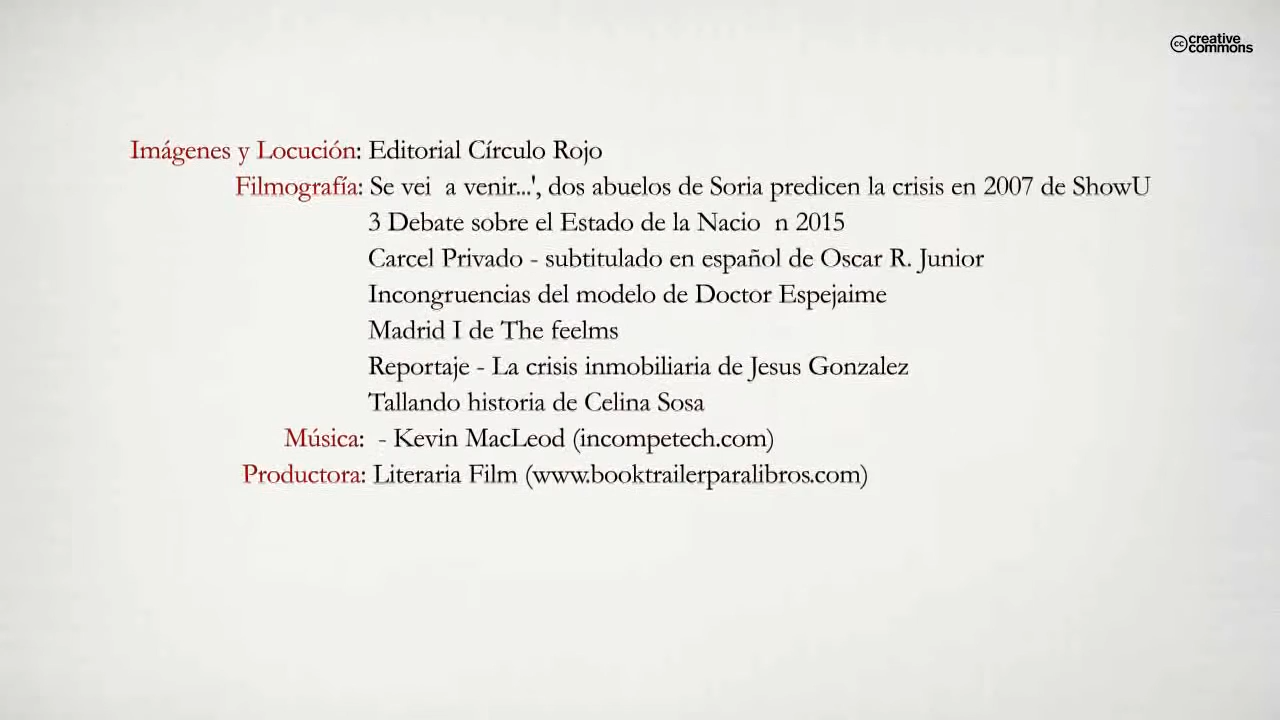 creative
commons
Imágenes y Locución: Editorial Círculo Rojo
Filmografía: Se vei  a venir...', dos abuelos de Soria predicen la crisis en 2007 de ShowU
3 Debate sobre el Estado de la Nacio  n 2015
Carcel Privado - subtitulado en español de Oscar R. Junior
Incongruencias del modelo de Doctor Espejaime
Madrid I de The feelms
Reportaje - La crisis inmobiliaria de Jesus Gonzalez
Tallando historia de Celina Sosa
Música:  - Kevin MacLeod (incompetech.com)
Productora: Literaria Film (www.booktrailerparalibros.com)